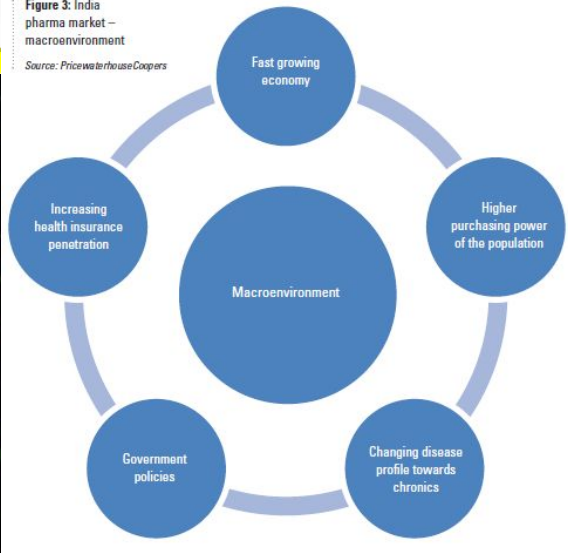 Figure 3: India
pharma market –
macroenvironment
Source: PricewaterhouseCoopers
Fast growing
economy
Increasing
health insurance
penetration
Higher
purchasing power
of the population
Macroenvironment
Government
policies
Changing disease
profile towards
chronics